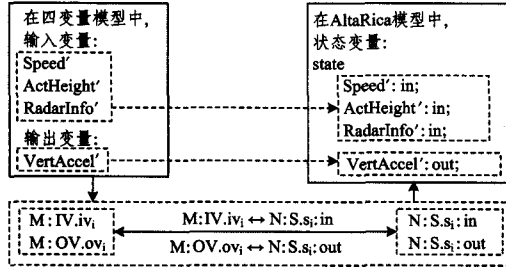 在四变量模型中,
输入变量:
Speed′
ActHeight′
RadarInfo′
输出变量:
VertAccel′
在AltaRica模型中,
状态变量:
state
Speed′: in;
ActHeight′: in;
RadarInfo′: in;
VertAccel′: out;
M:IV.ivᵢ
M:OV.ovᵢ
M:IV.ivᵢ↔N:S.sᵢ:in
M:OV.ovᵢ↔N:S.sᵢ:out
N:S.sᵢ:in
N:S.sᵢ:out